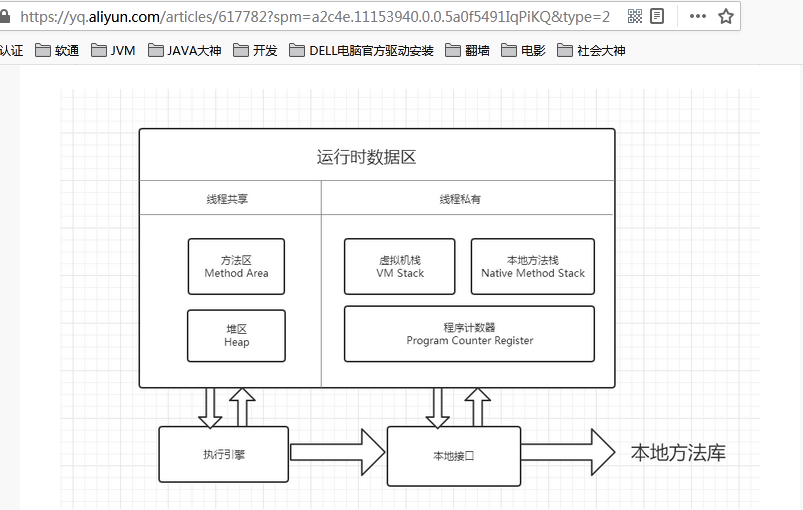 https://yq.aliyun.com/articles/617782?spm=a2c4e.11153940.0.0.5a0f5491IqPiKQ&type=2
认证 软通 JVM JAVA大神 开发 DELL电脑官方驱动安装 翻墙 电影 社会大神
运行时数据区
线程共享 线程私有
方法区
Method Area
虚拟机栈
VM Stack
本地方法栈
Native Method Stack
堆区
Heap
程序计数器
Program Counter Register
执行引擎
本地接口
本地方法库